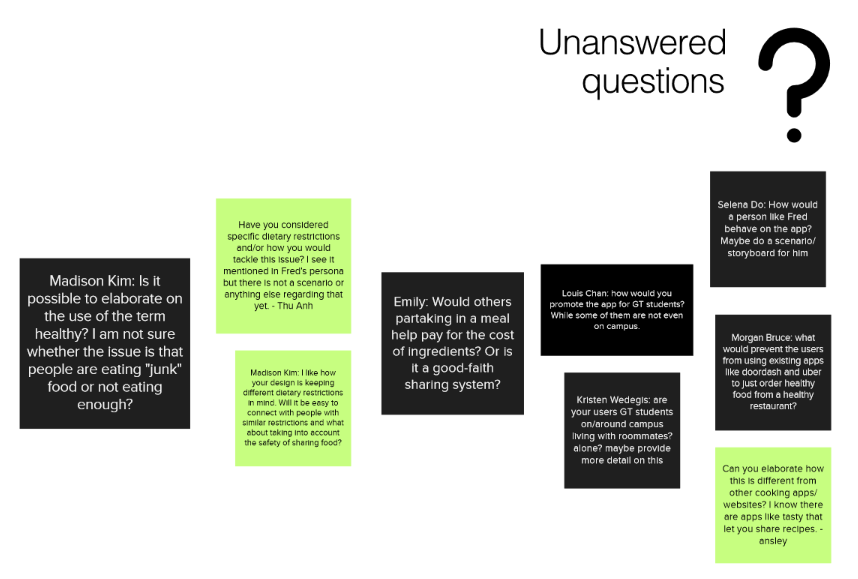 Unanswered
questions
?
Madison Kim: Is it
possible to elaborate on
the use of the term
healthy? I am not sure
whether the issue is that
people are eating "junk"
food or not eating
enough?
Have you considered
specific dietary restrictions
and/or how you would
tackle this issue? I see it
mentioned in Fred's persona
but there is not a scenario or
anything else regarding that
yet. - Thu Anh
Madison Kim: I like how
your design is keeping
different dietary restrictions
in mind. Will it be easy to
connect with people with
similar restrictions and what
about taking into account
the safety of sharing food?
Emily: Would others
partaking in a meal
help pay for the cost
of ingredients? Or is
it a good-faith
sharing system?
Louis Chan: how would you
promote the app for GT students?
While some of them are not even
on campus.
Kristen Wedegis: are
your users GT students
on/around campus
living with roommates?
alone? maybe provide
more detail on this
Selena Do: How would
a person like Fred
behave on the app?
Maybe do a scenario/
storyboard for him
Morgan Bruce: what
would prevent the users
from using existing apps
like doordash and uber
to just order healthy
food from a healthy
restaurant?
Can you elaborate how
this is different from
other cooking apps/
websites? I know there
are apps like tasty that
let you share recipes. -
ansley